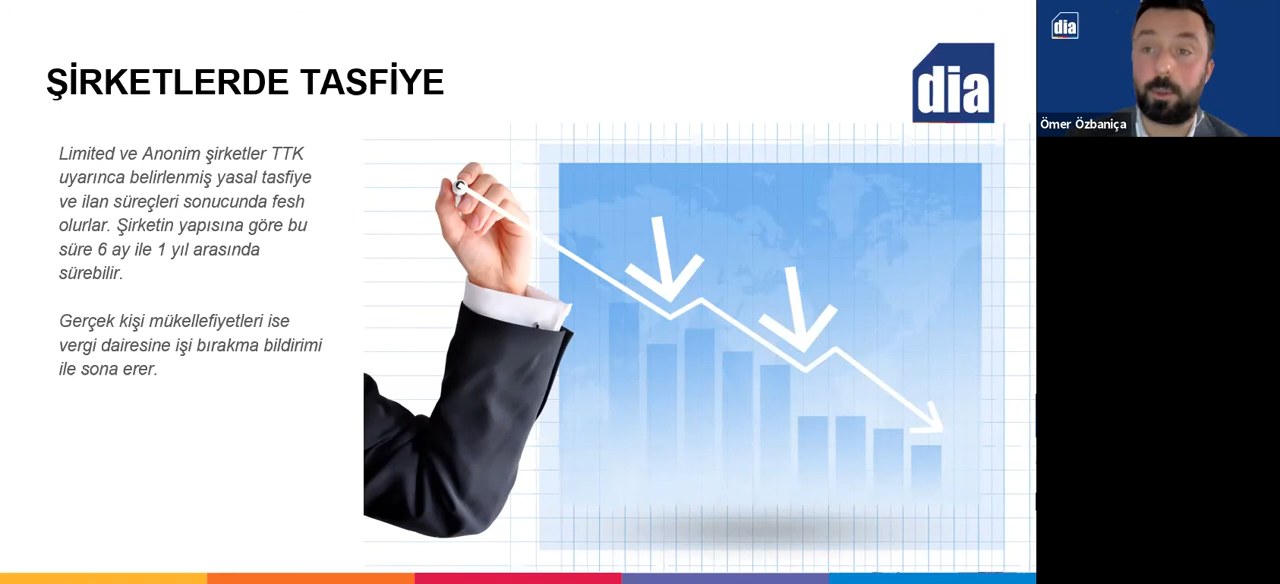 ŞİRKETLERDE TASFİYE
dia
Limited ve Anonim şirketler TTK
uyarınca belirlenmiş yasal tasfiye
ve ilan süreçleri sonucunda fesh
olurlar. Şirketin yapısına göre bu
süre 6 ay ile 1 yıl arasında
sürebilir.
Gerçek kişi mükellefiyetleri ise
vergi dairesine işi bırakma bildirimi
ile sona erer.
dia
Ömer Özbaniça